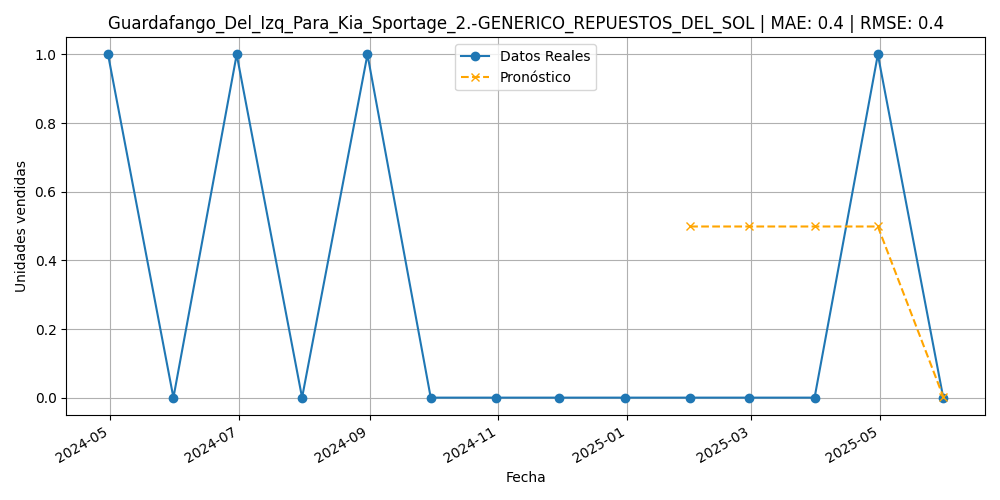 Guardafango_Del_Izq_Para_Kia_Sportage_2.-GENERICO_REPUESTOS_DEL_SOL | MAE: 0.4 | RMSE: 0.4
Datos Reales
Pronóstico
Unidades vendidas
1.0
0.8
0.6
0.4
0.2
0.0
2024-05
2024-07
2024-09
2024-11
2025-01
2025-03
2025-05
Fecha